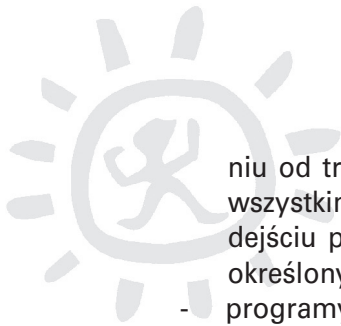 niu od tr
wszystkim
dejściu p
określony
- programy